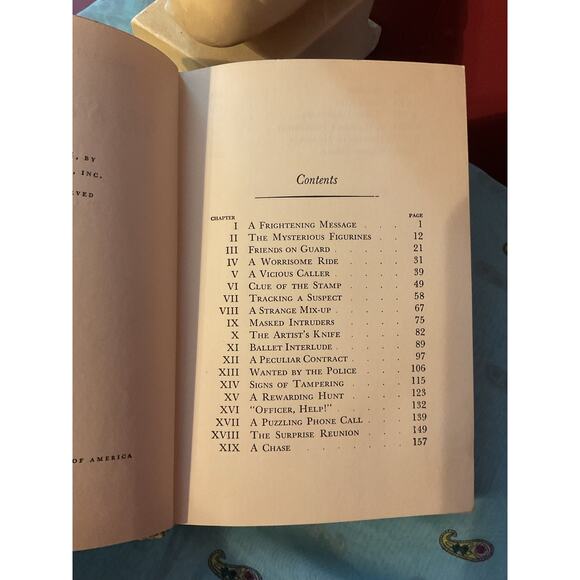 , BY
, INC.
RVED
OF AMERICA
Contents
CHAPTER PAGE
I A Frightening Message . . 1
II The Mysterious Figurines . . 12
III Friends on Guard . . . . 21
IV A Worrisome Ride . . . . 31
V A Vicious Caller . . . . 39
VI Clue of the Stamp . . . . 49
VII Tracking a Suspect . . . . 58
VIII A Strange Mix-up . . . . 67
IX Masked Intruders . . . . 75
X The Artist's Knife . . . . 82
XI Ballet Interlude . . . . 89
XII A Peculiar Contract . . . . 97
XIII Wanted by the Police . . . . 106
XIV Signs of Tampering . . . . 115
XV A Rewarding Hunt . . . . 123
XVI "Officer, Help!" . . . . 132
XVII A Puzzling Phone Call . . . 139
XVIII The Surprise Reunion . . . 149
XIX A Chase . . . . . . 157